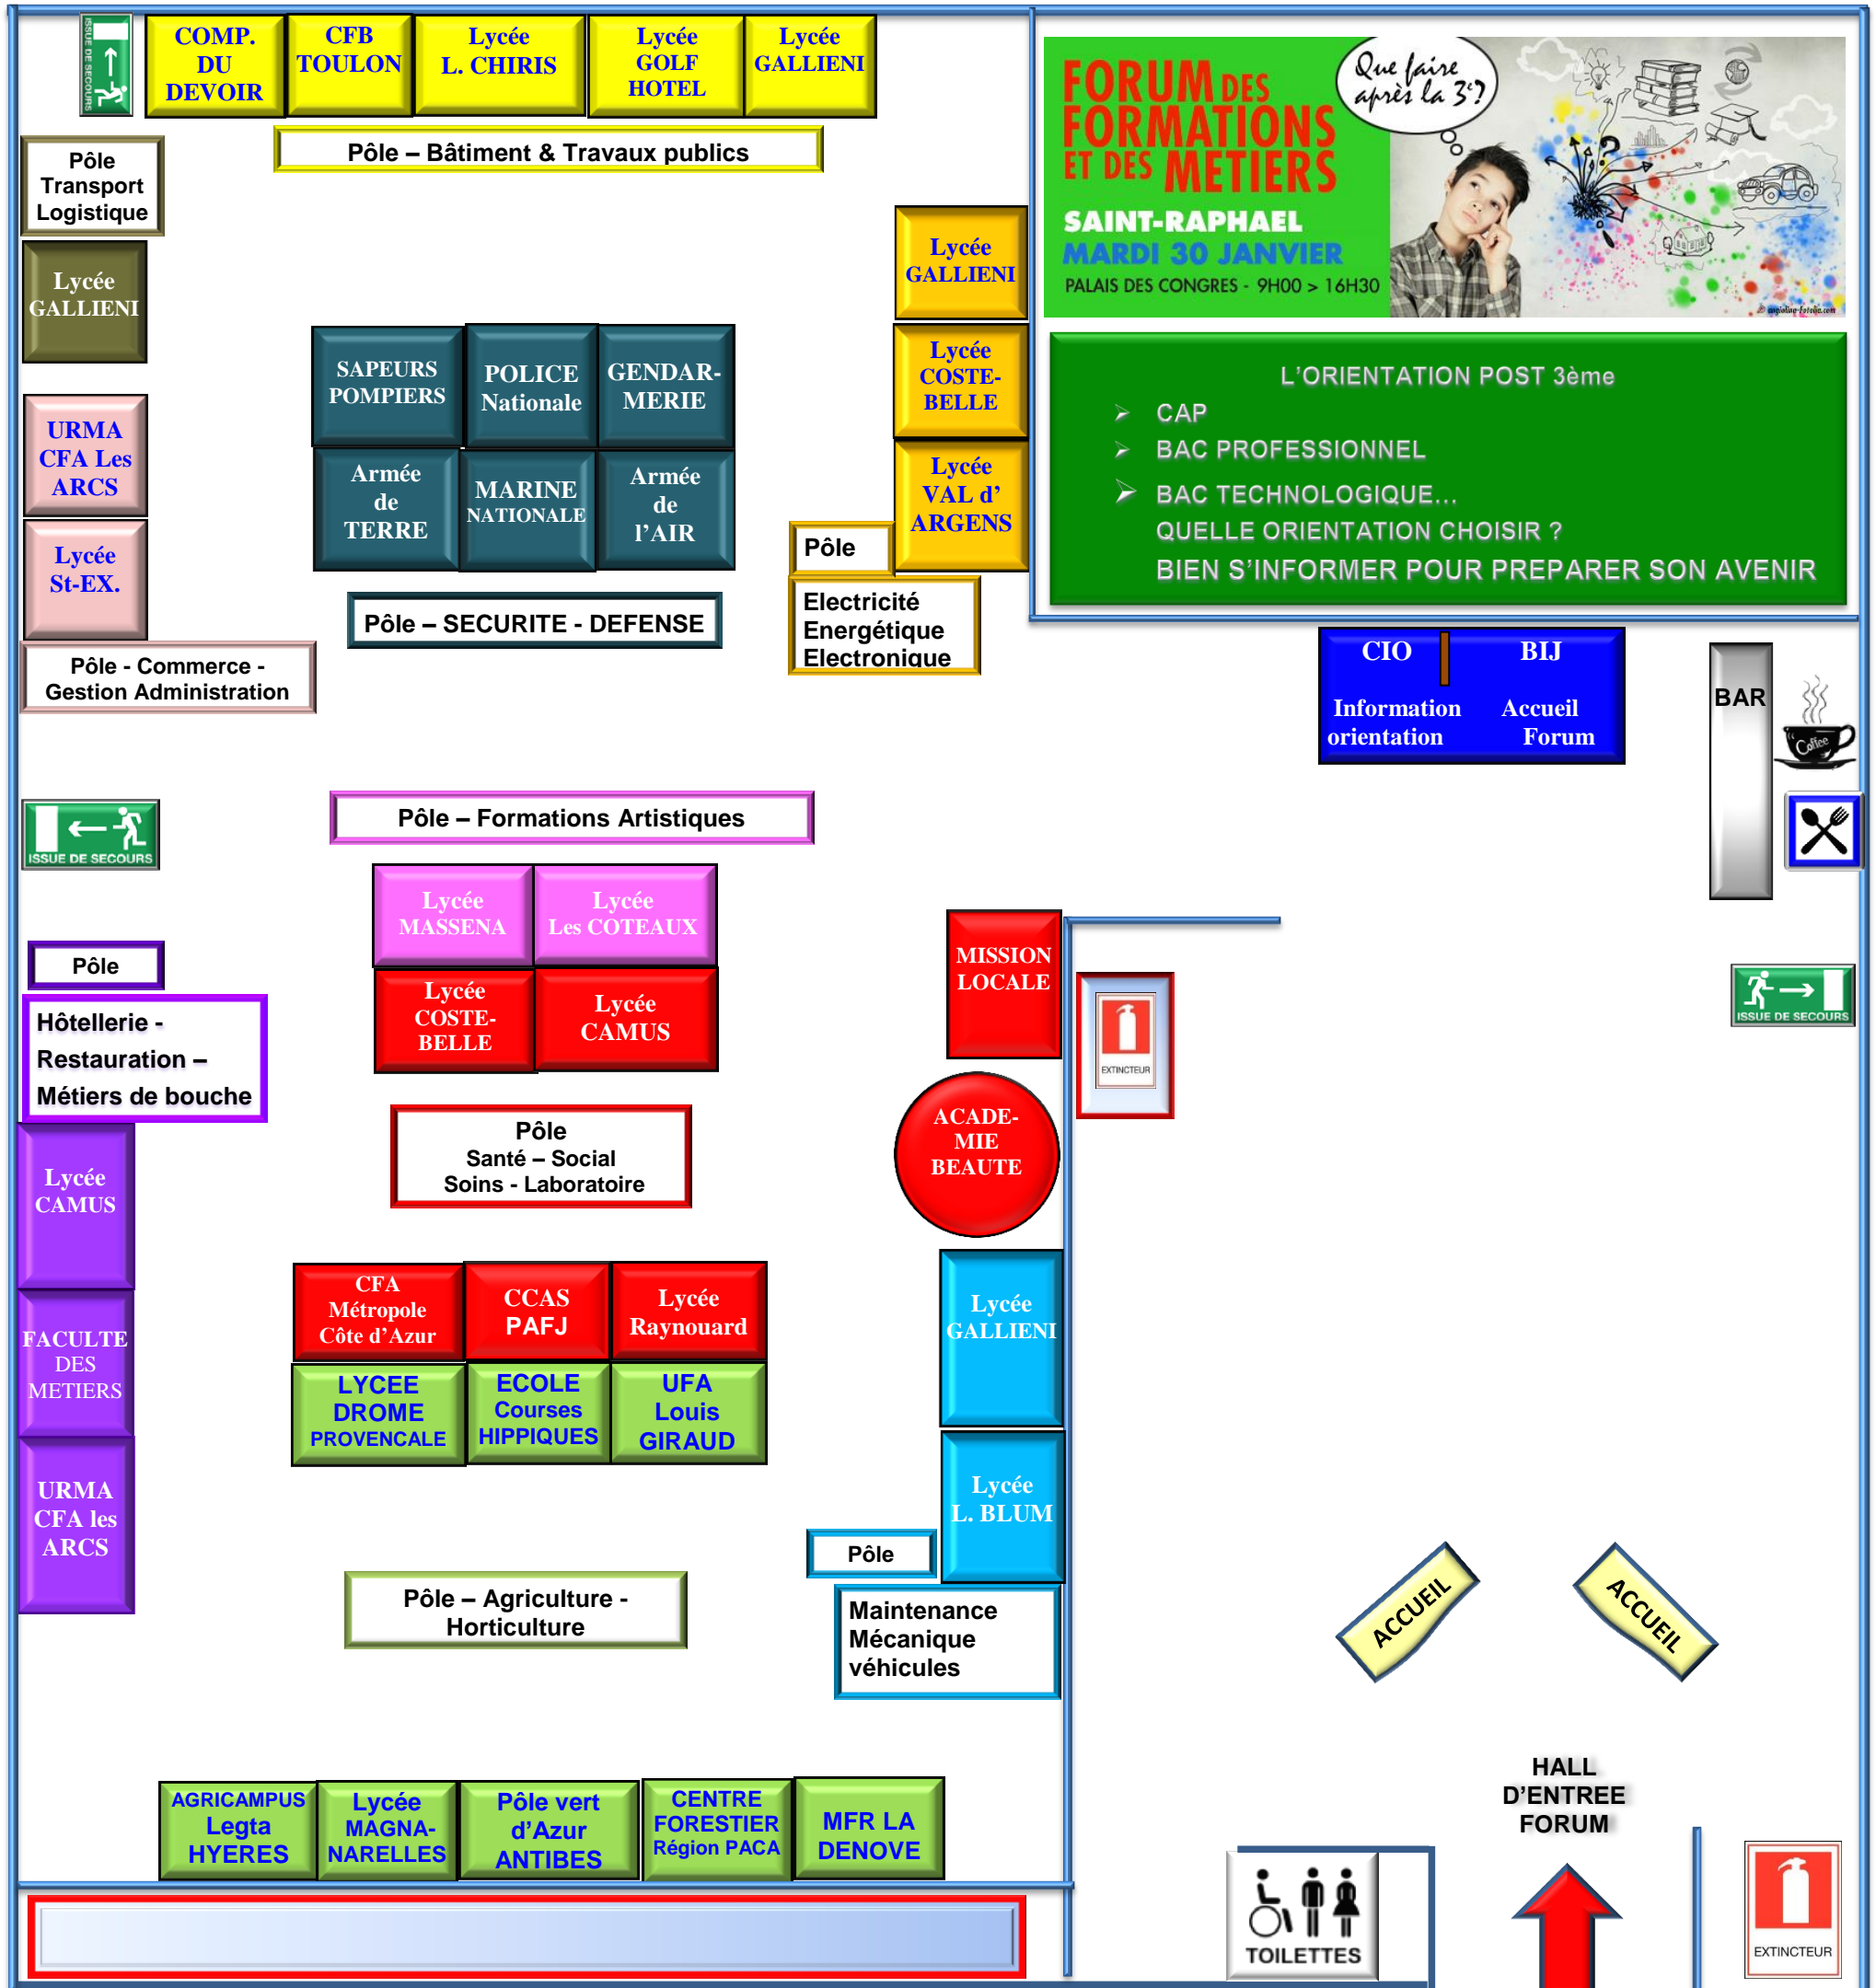 ISSUE DE SECOURS
COMP.
DU
DEVOIR
CFB
TOULON
Lycée
L. CHIRIS
Lycée
GOLF
HOTEL
Lycée
GALLIENI
Pôle – Bâtiment & Travaux publics
FORUM DES
FORMATIONS
ET DES METIERS
SAINT-RAPHAEL
MARDI 30 JANVIER
PALAIS DES CONGRES - 9H00 > 16H30
Que faire
après la 3e?
Pôle
Transport
Logistique
Lycée
GALLIENI
URMA
CFA Les
ARCS
Lycée
St-EX.
Pôle - Commerce -
Gestion Administration
SAPEURS
POMPIERS
POLICE
Nationale
GENDAR-
MERIE
Armée
de
TERRE
MARINE
NATIONALE
Armée
de
l’AIR
Pôle – SECURITE - DEFENSE
Lycée
GALLIENI
Lycée
COSTE-
BELLE
Lycée
VAL d’
ARGENS
Pôle
Electricité
Energétique
Electronique
L’ORIENTATION POST 3ème
➢ CAP
➢ BAC PROFESSIONNEL
➢ BAC TECHNOLOGIQUE…
QUELLE ORIENTATION CHOISIR ?
BIEN S’INFORMER POUR PREPARER SON AVENIR
CIO
Information
orientation
BIJ
Accueil
Forum
BAR
Coffee
ISSUE DE SECOURS
Pôle – Formations Artistiques
Lycée
MASSENA
Lycée
Les COTEAUX
Lycée
COSTE-
BELLE
Lycée
CAMUS
Pôle
Santé – Social
Soins - Laboratoire
MISSION
LOCALE
EXTINCTEUR
ISSUE DE SECOURS
ACADE-
MIE
BEAUTE
Pôle
Hôtellerie -
Restauration –
Métiers de bouche
Lycée
CAMUS
FACULTE
DES
METIERS
URMA
CFA les
ARCS
CFA
Métropole
Côte d’Azur
CCAS
PAFJ
Lycée
Raynouard
LYCEE
DROME
PROVENCALE
ECOLE
Courses
HIPPIQUES
UFA
Louis
GIRAUD
Pôle – Agriculture -
Horticulture
Lycée
GALLIENI
Lycée
L. BLUM
Pôle
Maintenance
Mécanique
véhicules
ACCUEIL
ACCUEIL
AGRICAMPUS
Legta
HYERES
Lycée
MAGNA-
NARELLES
Pôle vert
d’Azur
ANTIBES
CENTRE
FORESTIER
Région PACA
MFR LA
DENOVE
HALL
D’ENTREE
FORUM
TOILETTES
EXTINCTEUR